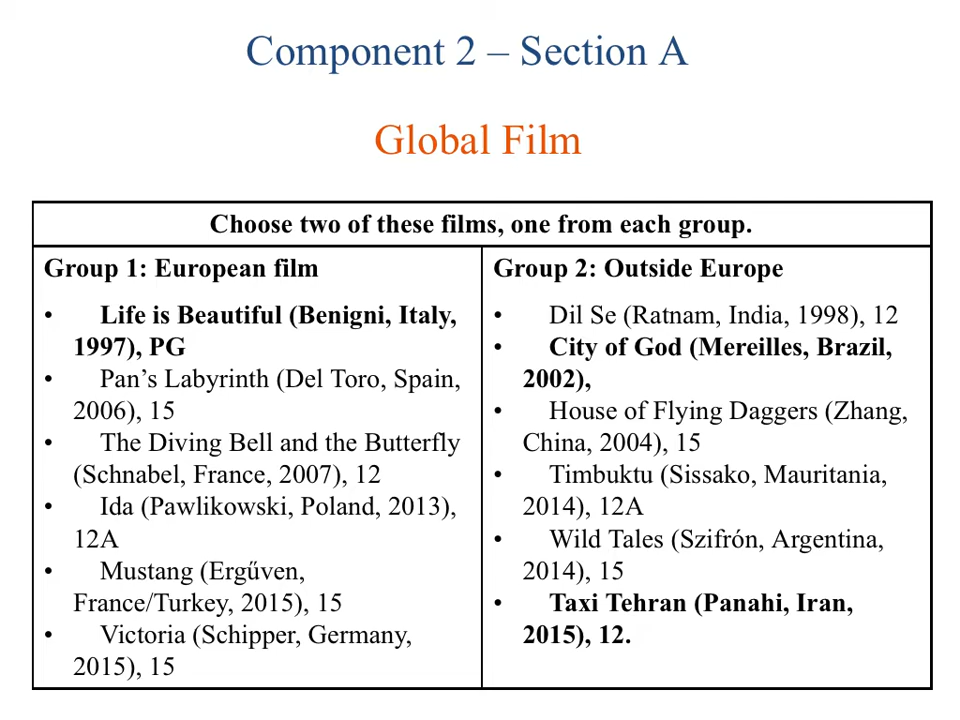 Component 2 – Section A
Global Film
Choose two of these films, one from each group.
Group 1: European film
• Life is Beautiful (Benigni, Italy,
1997), PG
• Pan's Labyrinth (Del Toro, Spain,
2006), 15
• The Diving Bell and the Butterfly
(Schnabel, France, 2007), 12
• Ida (Pawlikowski, Poland, 2013),
12A
• Mustang (Ergűven,
France/Turkey, 2015), 15
• Victoria (Schipper, Germany,
2015), 15
Group 2: Outside Europe
• Dil Se (Ratnam, India, 1998), 12
• City of God (Mereilles, Brazil,
2002),
• House of Flying Daggers (Zhang,
China, 2004), 15
• Timbuktu (Sissako, Mauritania,
2014), 12A
• Wild Tales (Szifrón, Argentina,
2014), 15
• Taxi Tehran (Panahi, Iran,
2015), 12.